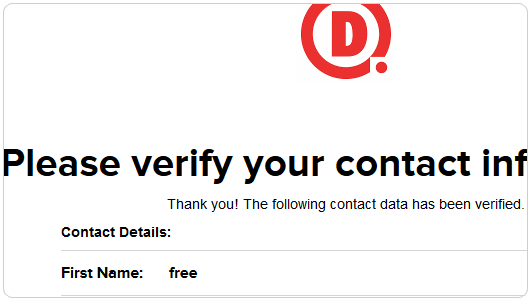 D.
Please verify your contact inf
Thank you! The following contact data has been verified.
Contact Details:
First Name: free